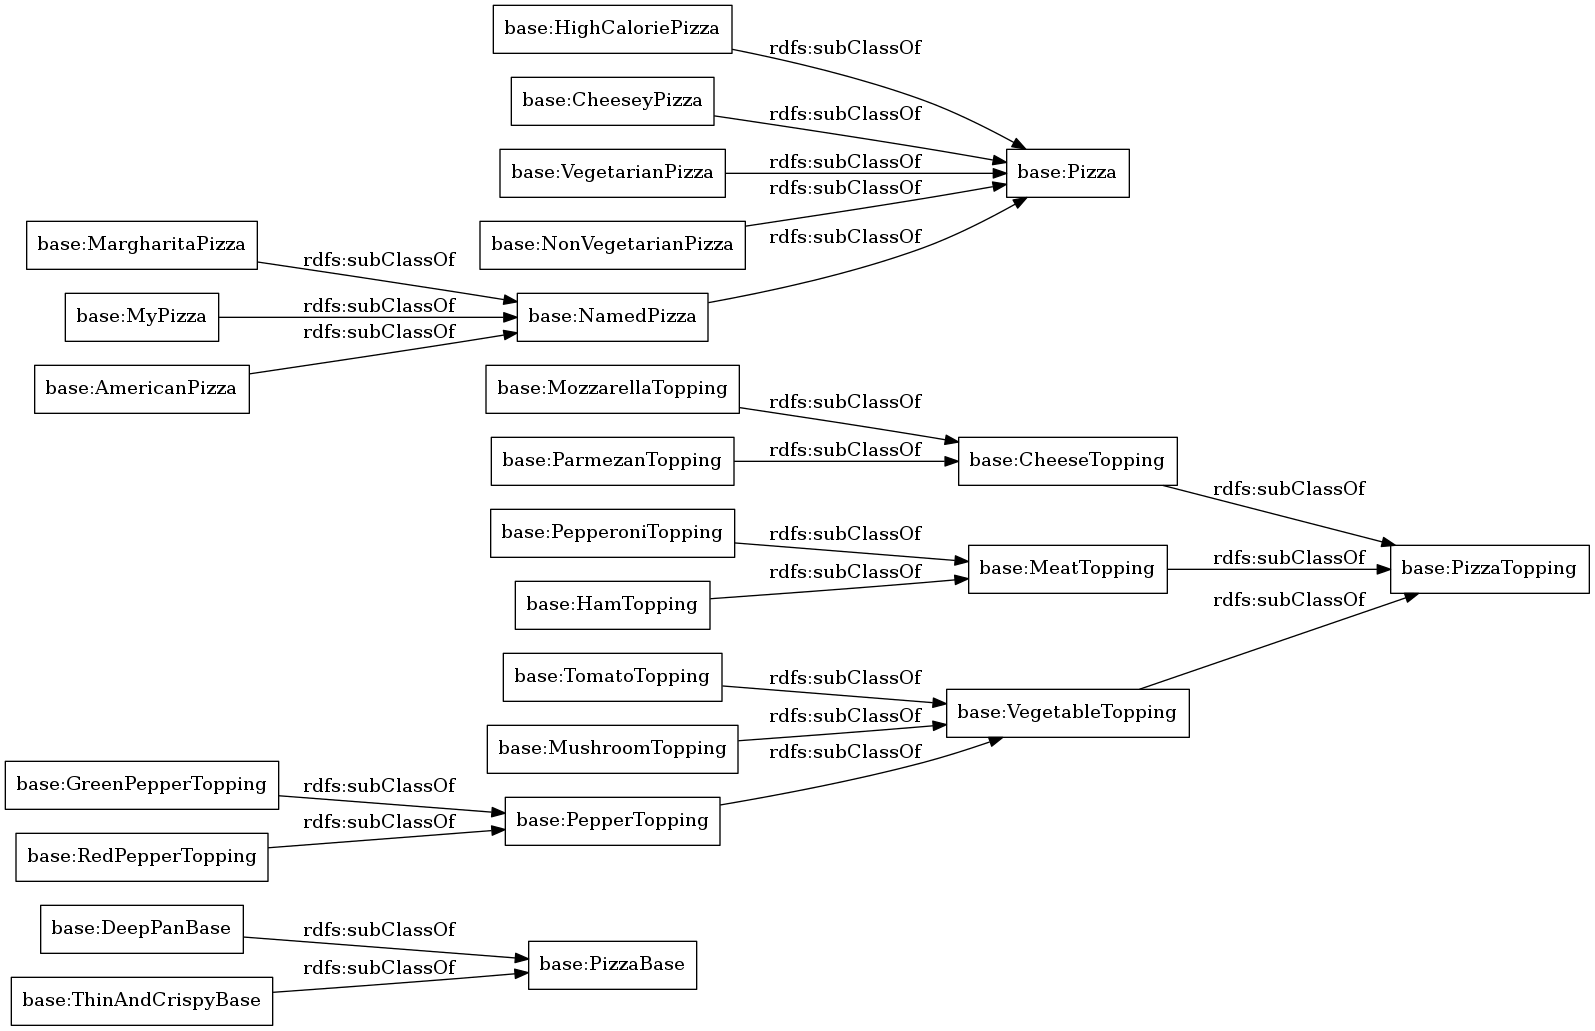 base:HighCaloriePizza
rdfs:subClassOf
base:CheeseyPizza
rdfs:subClassOf
base:VegetarianPizza
rdfs:subClassOf
base:Pizza
rdfs:subClassOf
base:NonVegetarianPizza
rdfs:subClassOf
base:MargharitaPizza
rdfs:subClassOf
base:MyPizza
rdfs:subClassOf
base:NamedPizza
rdfs:subClassOf
base:AmericanPizza
base:MozzarellaTopping
rdfs:subClassOf
base:ParmezanTopping
rdfs:subClassOf
base:CheeseTopping
rdfs:subClassOf
base:PepperoniTopping
rdfs:subClassOf
base:MeatTopping
rdfs:subClassOf
base:PizzaTopping
rdfs:subClassOf
base:HamTopping
rdfs:subClassOf
base:TomatoTopping
rdfs:subClassOf
base:VegetableTopping
rdfs:subClassOf
base:MushroomTopping
rdfs:subClassOf
base:GreenPepperTopping
rdfs:subClassOf
base:PepperTopping
rdfs:subClassOf
base:RedPepperTopping
base:DeepPanBase
rdfs:subClassOf
base:PizzaBase
rdfs:subClassOf
base:ThinAndCrispyBase